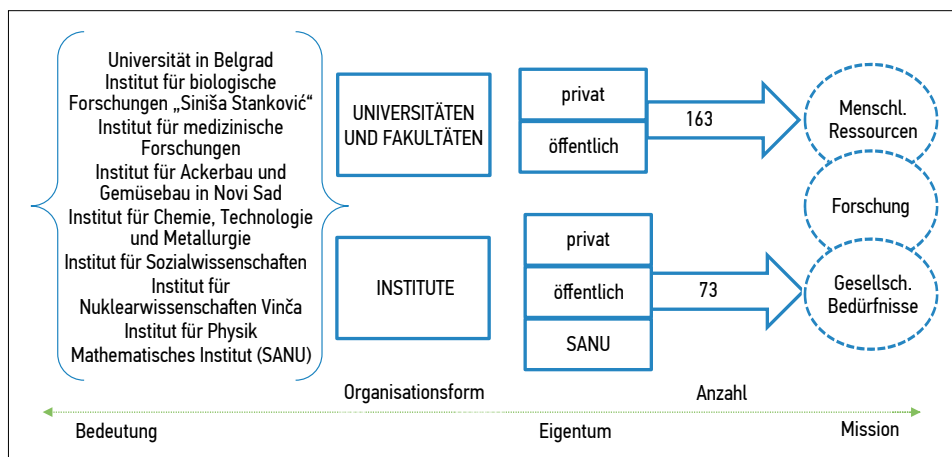 Universität in Belgrad
Institut für biologische
Forschungen „Siniša Stanković“
Institut für medizinische
Forschungen
Institut für Ackerbau und
Gemüsebau in Novi Sad
Institut für Chemie, Technologie
und Metallurgie
Institut für Sozialwissenschaften
Institut für
Nuklearwissenschaften Vinča
Institut für Physik
Mathematisches Institut (SANU)
UNIVERSITÄTEN
UND FAKULTÄTEN
INSTITUTE
privat
öffentlich
privat
öffentlich
SANU
163
73
Menschl.
Ressourcen
Forschung
Gesellsch.
Bedürfnisse
Organisationsform
Anzahl
Bedeutung
Eigentum
Mission